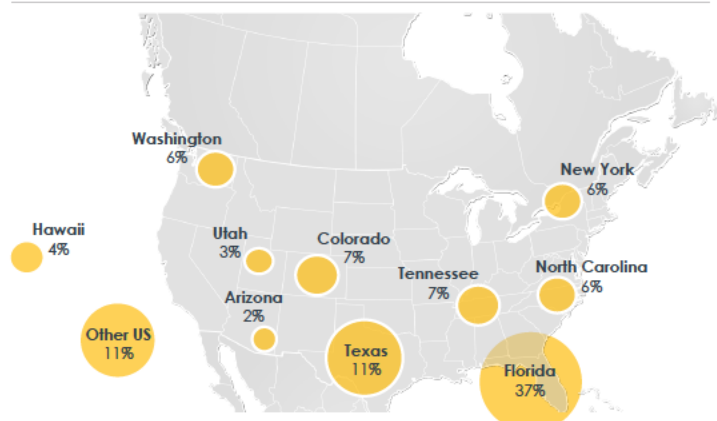 Washington
6%
New York
6%
Hawaii
4%
Utah
3%
Colorado
7%
Tennessee
7%
North Carolina
6%
Arizona
2%
Other US
11%
Texas
11%
Florida
37%